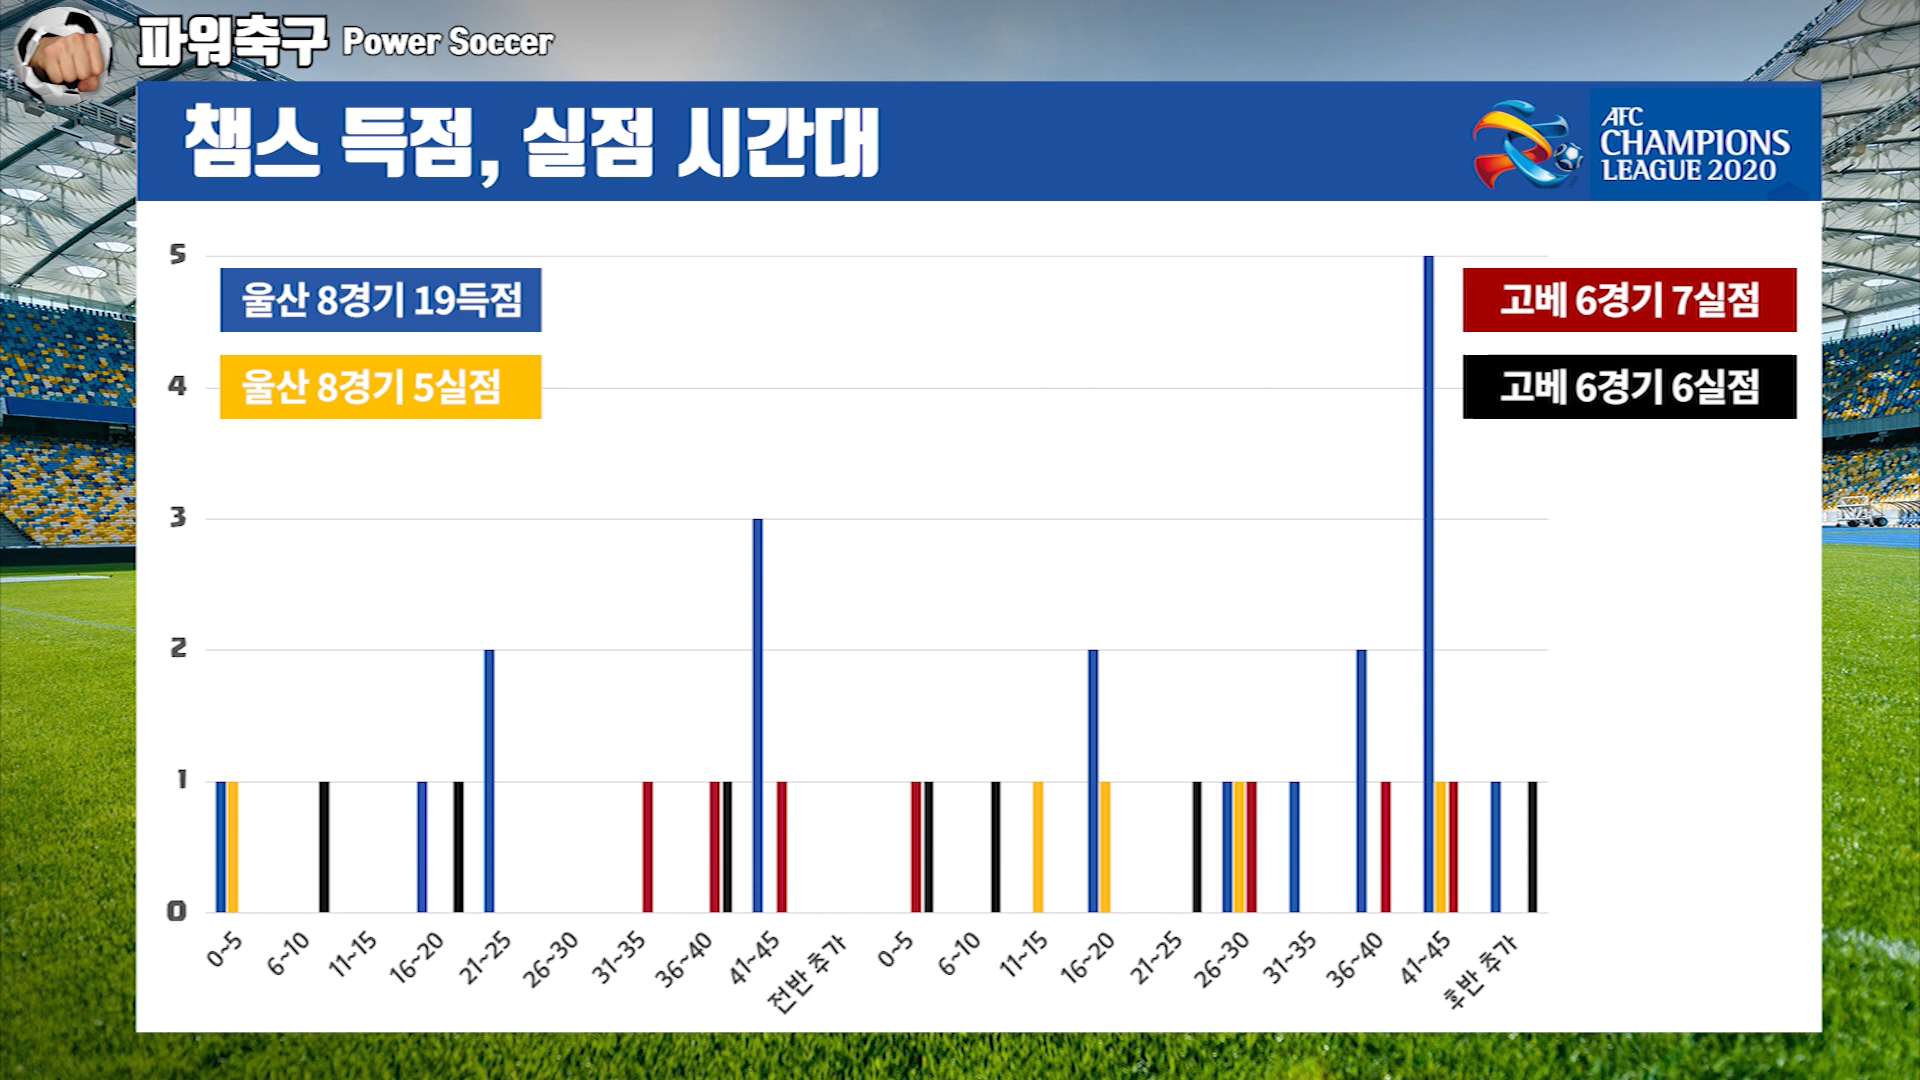 파워축구 Power Soccer
챔스 득점, 실점 시간대
AFC
CHAMPIONS
LEAGUE 2020
5
4
3
2
1
0
울산 8경기 19득점
울산 8경기 5실점
고베 6경기 7실점
고베 6경기 6실점
0~5
6~10
11~15
16~20
21~25
26~30
31~35
36~40
41~45
전반 추가
0~5
6~10
11~15
16~20
21~25
26~30
31~35
36~40
41~45
후반 추가